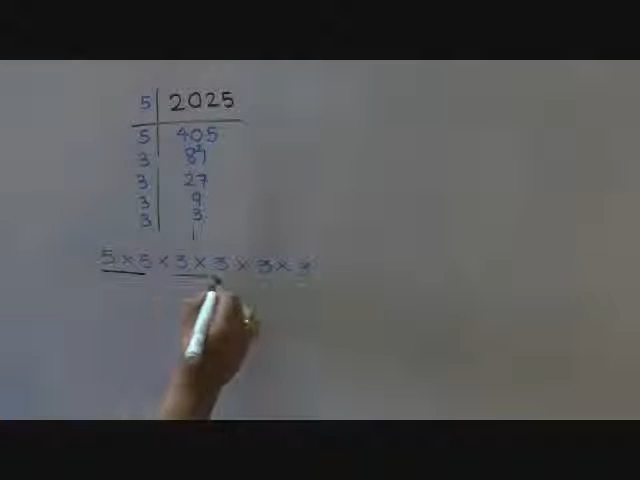 5 | 2025
5 | 405
3 | 81
3 | 27
3 | 9
3 | 3
1
5 × 5 × 3 × 3 × 3 × 3